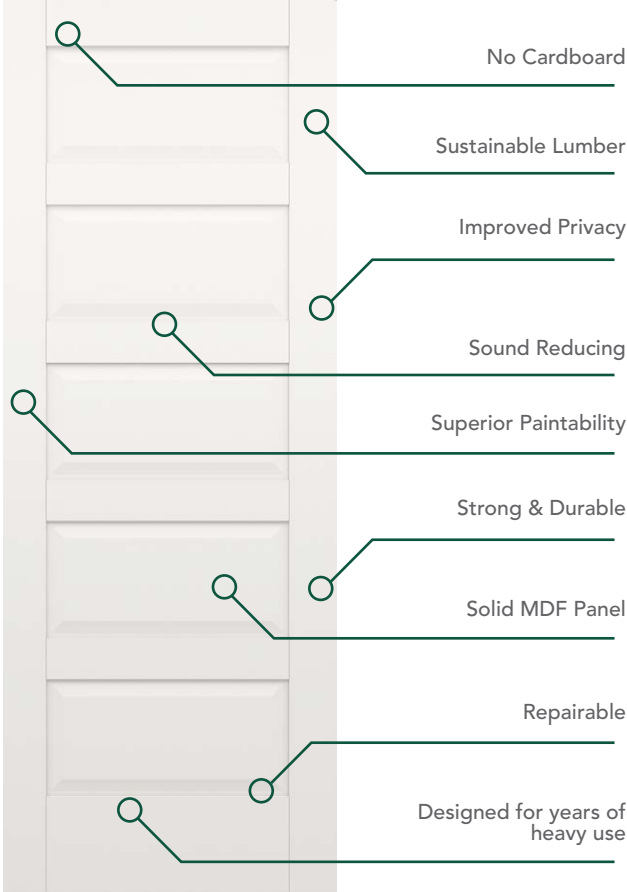 No Cardboard
Sustainable Lumber
Improved Privacy
Sound Reducing
Superior Paintability
Strong & Durable
Solid MDF Panel
Repairable
Designed for years of
heavy use